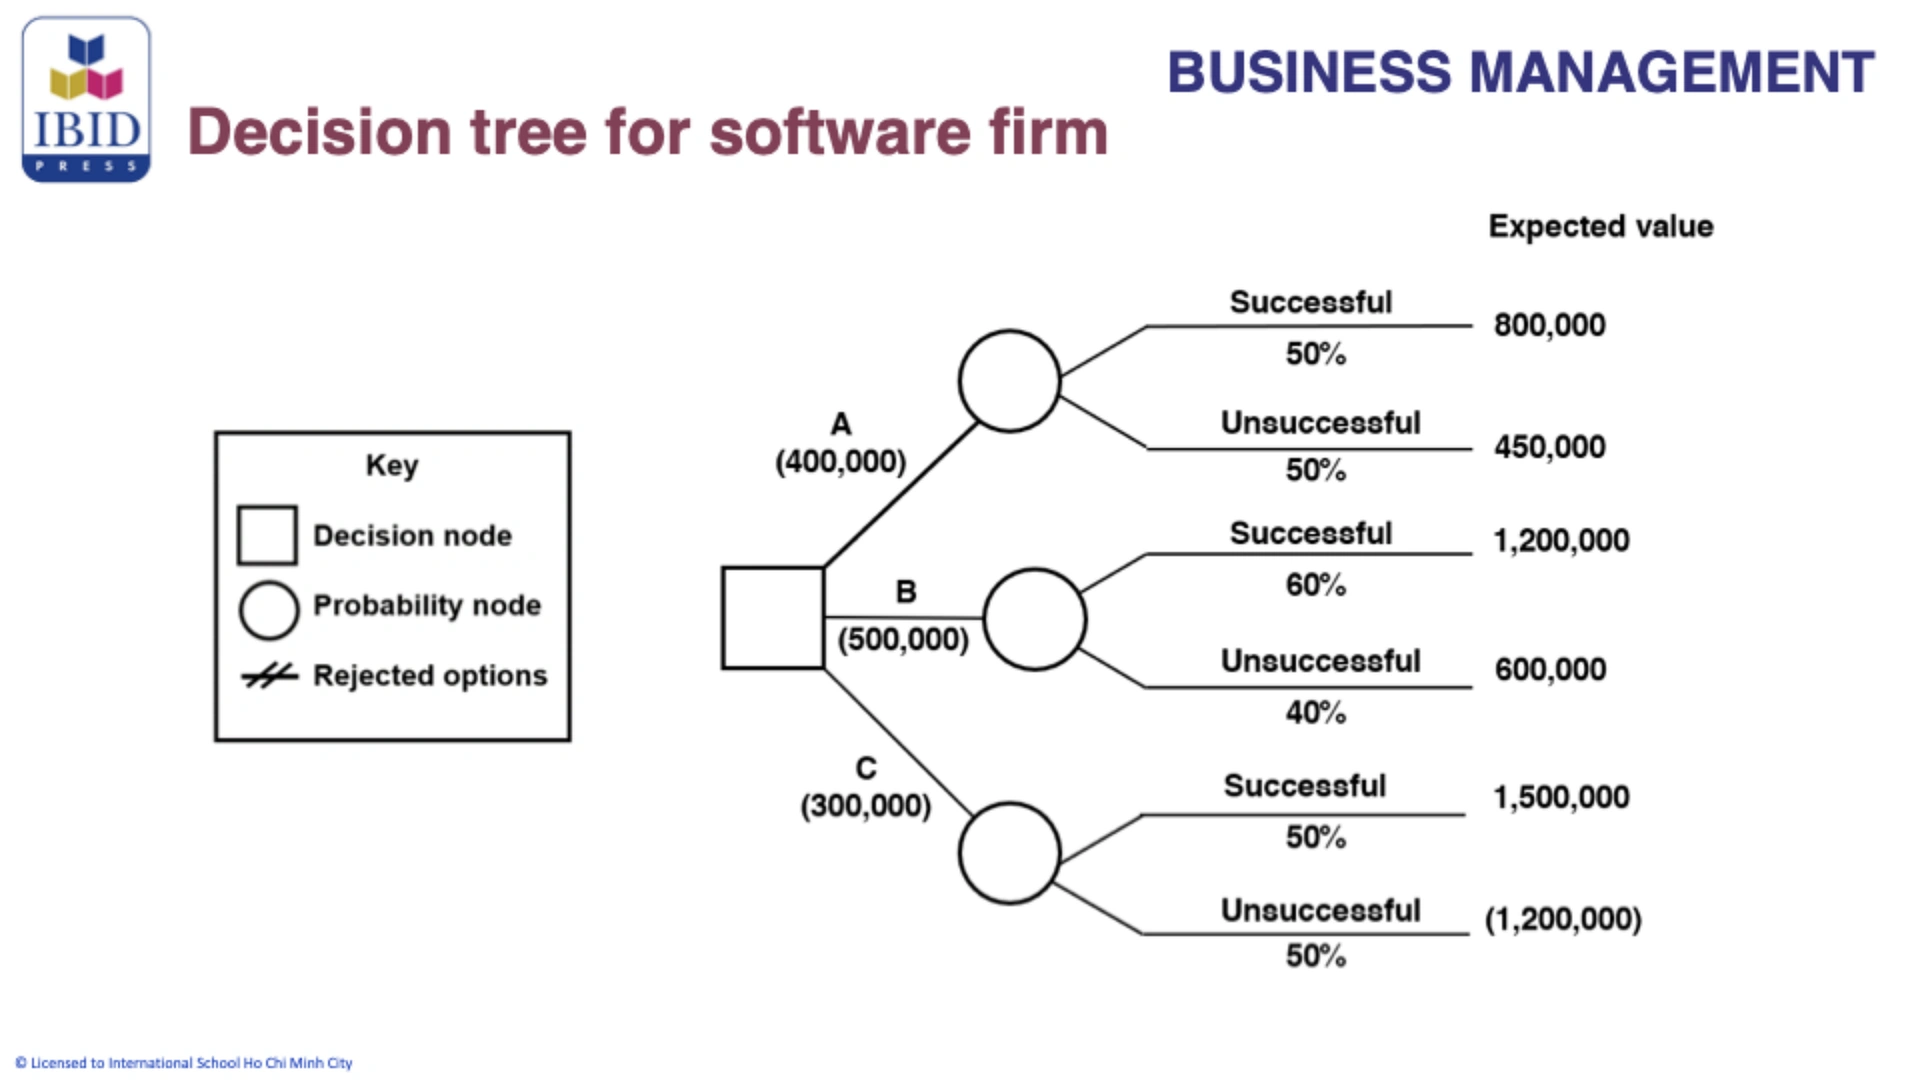 BUSINESS MANAGEMENT
IBID
PRESS
Decision tree for software firm
Expected value
Successful
800,000
50%
A
(400,000)
Unsuccessful
450,000
50%
Key
Decision node
Probability node
Rejected options
Successful
1,200,000
60%
B
(500,000)
Unsuccessful
600,000
40%
C
(300,000)
Successful
1,500,000
50%
Unsuccessful
(1,200,000)
50%
© Licensed to International School Ho Chi Minh City